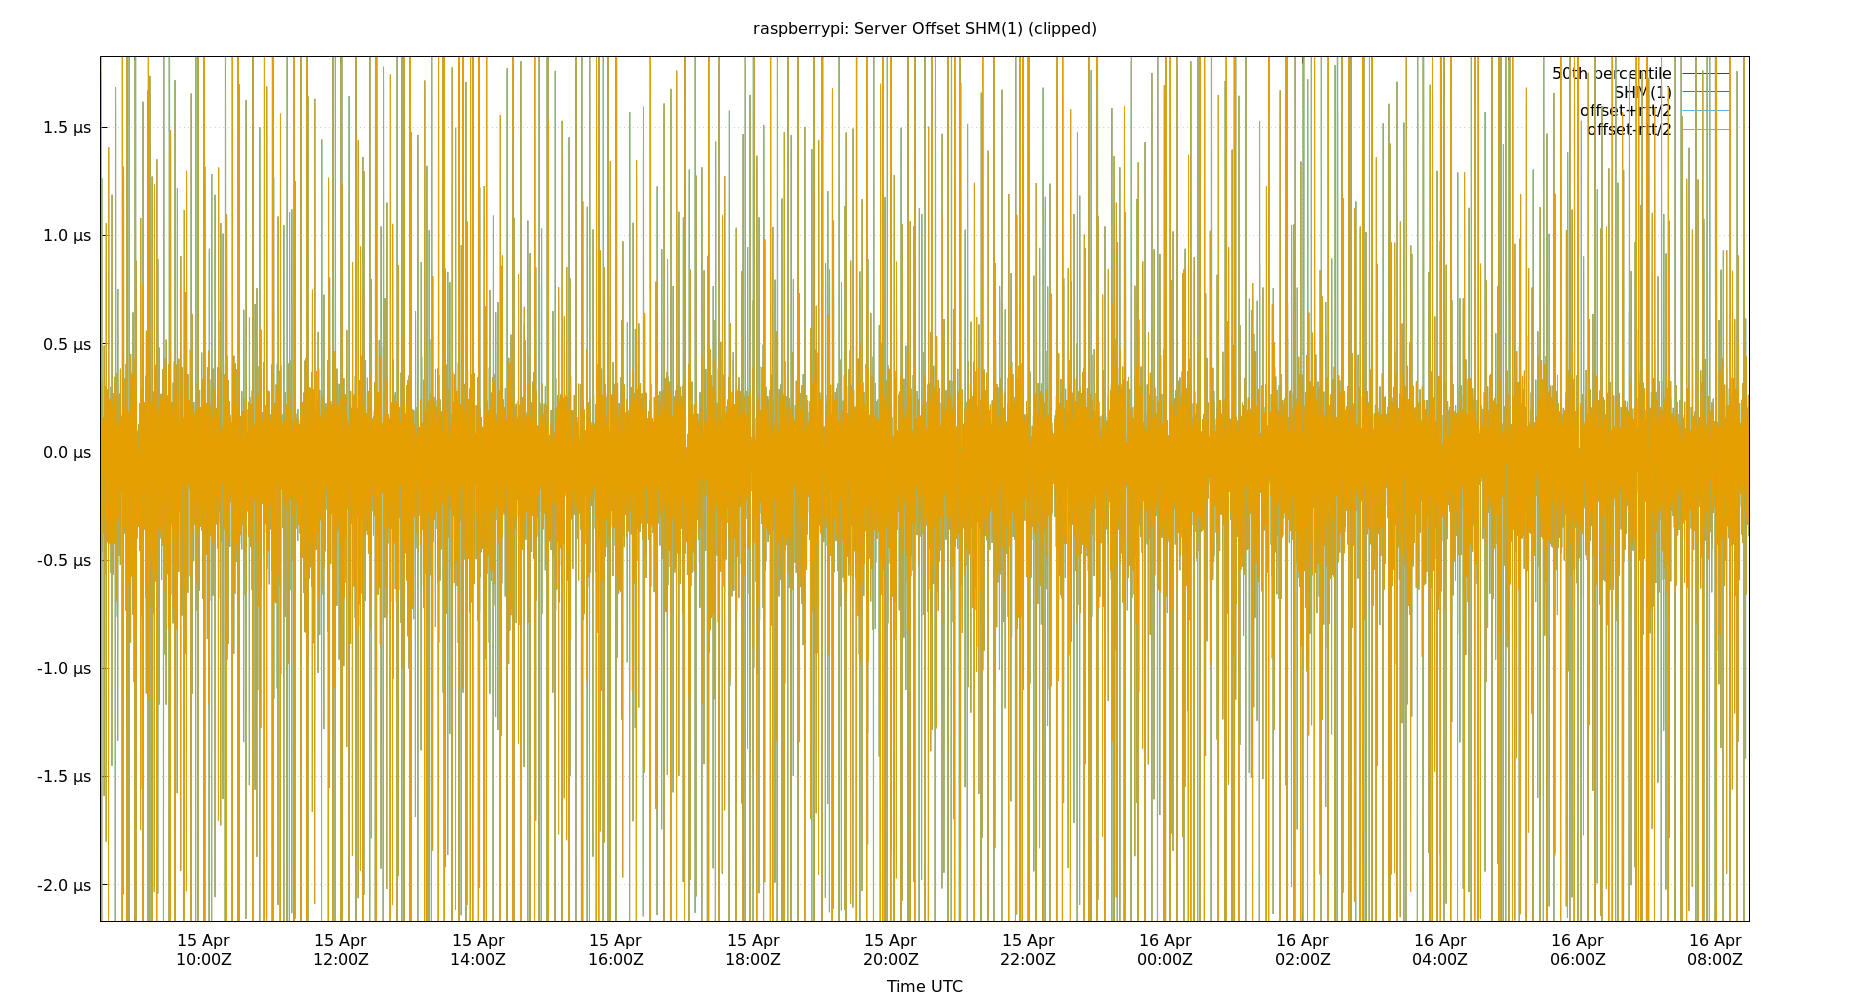 raspberrypi: Server Offset SHM(1) (clipped)
50th percentile
SHM(1)
offset+rtt/2
offset-rtt/2
1.5 µs
1.0 µs
0.5 µs
0.0 µs
-0.5 µs
-1.0 µs
-1.5 µs
-2.0 µs
15 Apr 15 Apr 15 Apr 15 Apr 15 Apr 15 Apr 15 Apr 16 Apr 16 Apr 16 Apr 16 Apr 16 Apr
10:00Z 12:00Z 14:00Z 16:00Z 18:00Z 20:00Z 22:00Z 00:00Z 02:00Z 04:00Z 06:00Z 08:00Z
Time UTC